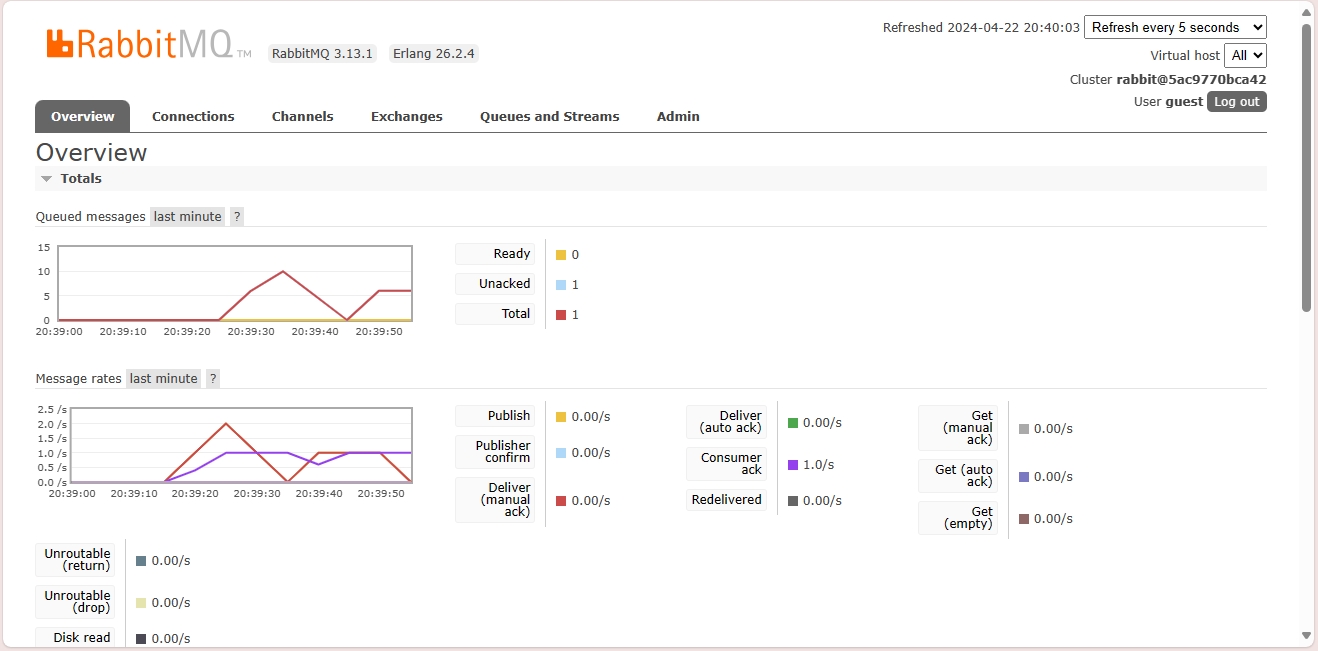 RabbitMQ TM RabbitMQ 3.13.1 Erlang 26.2.4
Refreshed 2024-04-22 20:40:03 Refresh every 5 seconds
Virtual host All
Cluster rabbit@5ac9770bca42
User guest Log out
Overview Connections Channels Exchanges Queues and Streams Admin
Overview
Totals
Queued messages last minute ?
15
10
5
0
20:39:00 20:39:10 20:39:20 20:39:30 20:39:40 20:39:50
Ready 0
Unacked 1
Total 1
Message rates last minute ?
2.5 /s
2.0 /s
1.5 /s
1.0 /s
0.5 /s
0.0 /s
20:39:00 20:39:10 20:39:20 20:39:30 20:39:40 20:39:50
Publish 0.00/s
Publisher
confirm 0.00/s
Deliver
(manual
ack) 0.00/s
Deliver
(auto ack) 0.00/s
Consumer
ack 1.0/s
Redelivered 0.00/s
Get
(manual
ack) 0.00/s
Get (auto
ack) 0.00/s
Get
(empty) 0.00/s
Unroutable
(return) 0.00/s
Unroutable
(drop) 0.00/s
Disk read 0.00/s